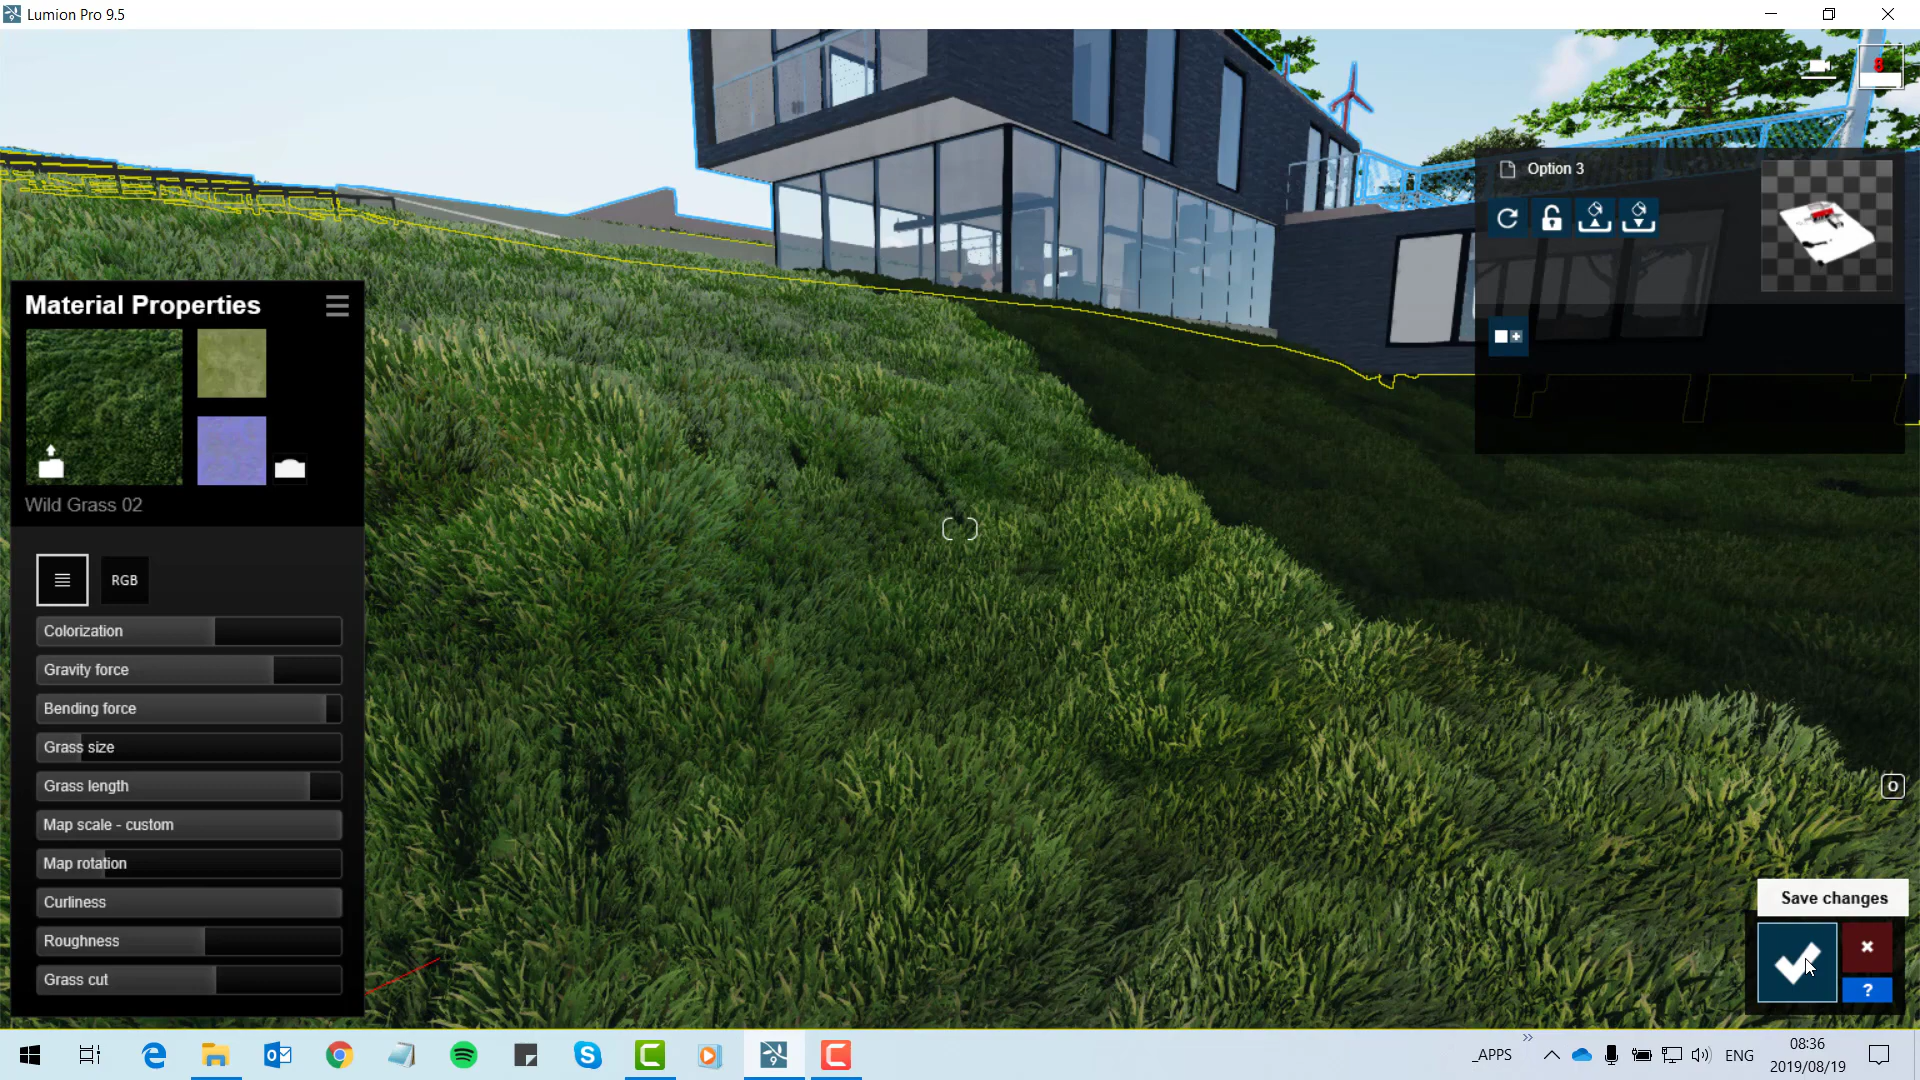 Lumion Pro 9.5
8
Option 3
Material Properties
Wild Grass 02
RGB
Colorization
Gravity force
Bending force
Grass size
Grass length
Map scale - custom
Map rotation
Curliness
Roughness
Grass cut
O
Save changes
?
_APPS
ENG
08:36
2019/08/19